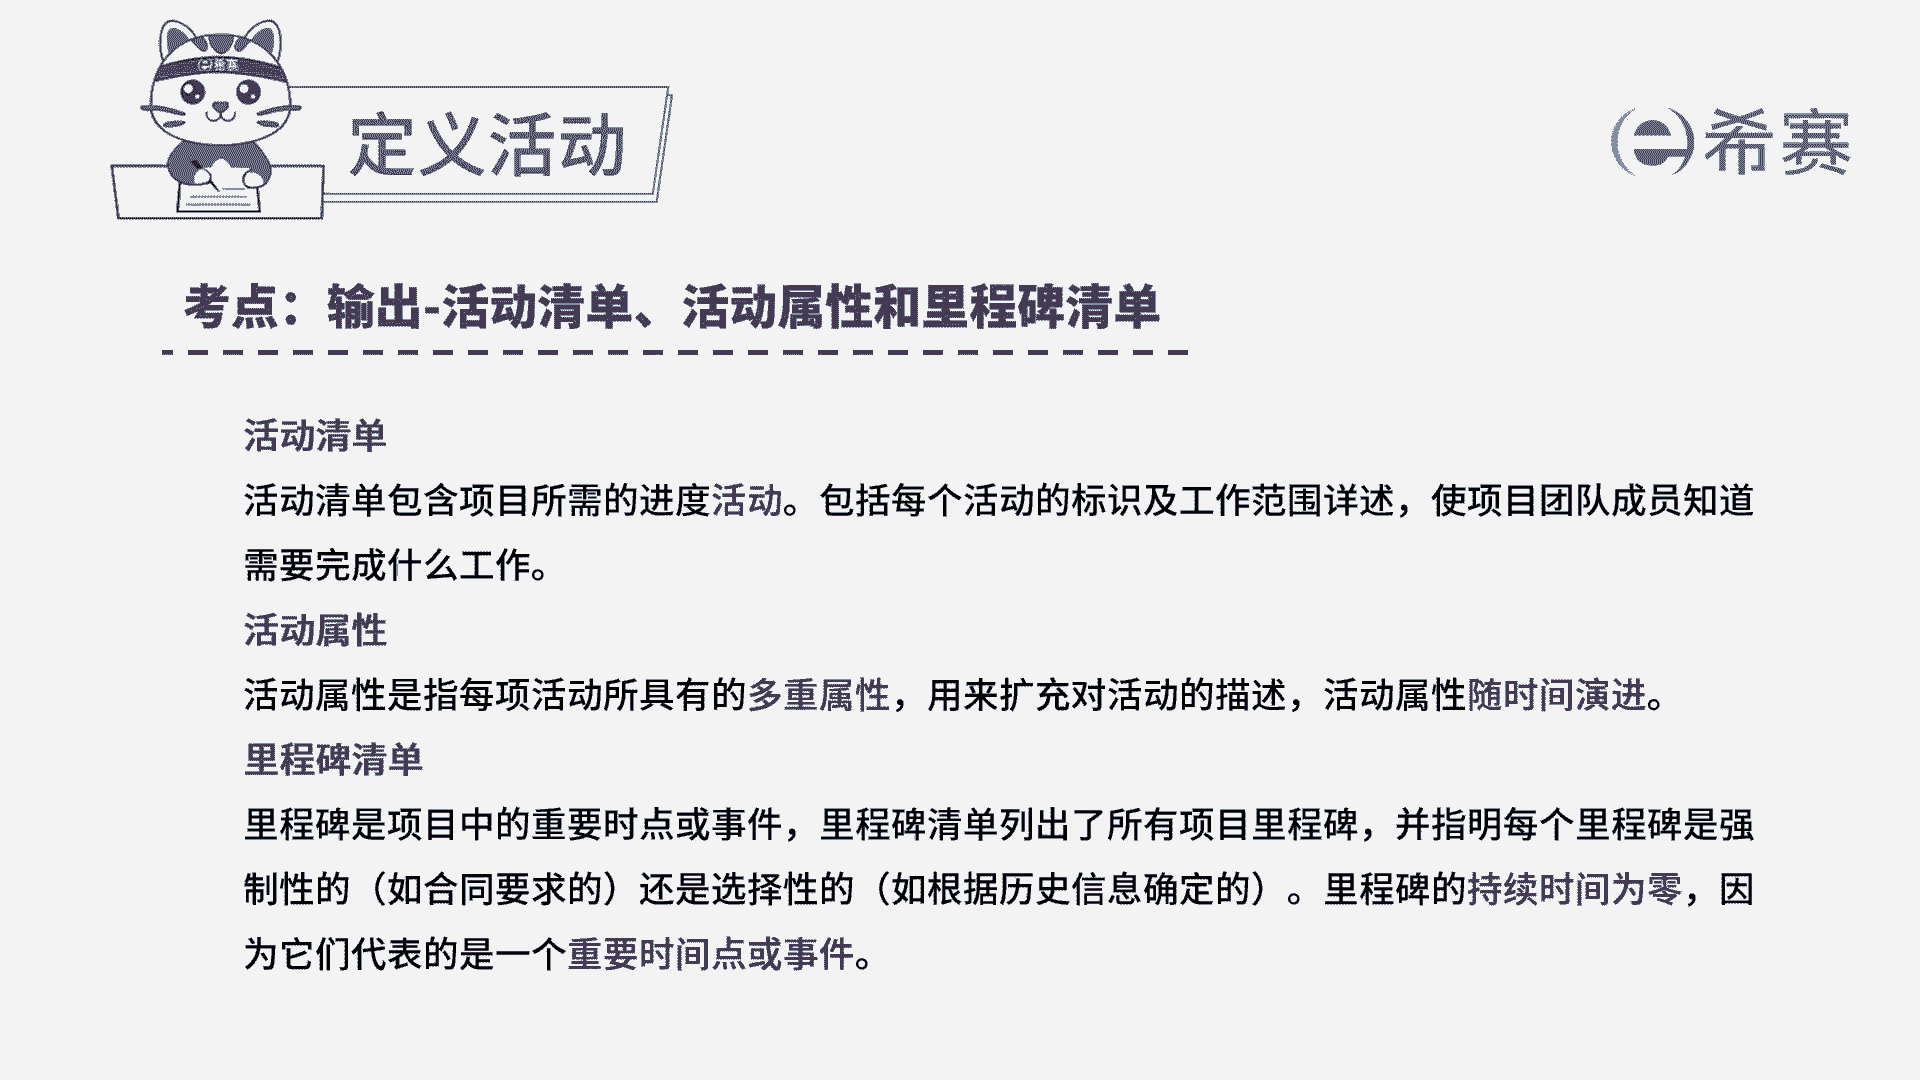 希赛
定义活动
希赛
考点：输出-活动清单、活动属性和里程碑清单
活动清单
活动清单包含项目所需的进度活动。包括每个活动的标识及工作范围详述，使项目团队成员知道
需要完成什么工作。
活动属性
活动属性是指每项活动所具有的多重属性，用来扩充对活动的描述，活动属性随时间演进。
里程碑清单
里程碑是项目中的重要时点或事件，里程碑清单列出了所有项目里程碑，并指明每个里程碑是强
制性的（如合同要求的）还是选择性的（如根据历史信息确定的）。里程碑的持续时间为零，因
为它们代表的是一个重要时间点或事件。